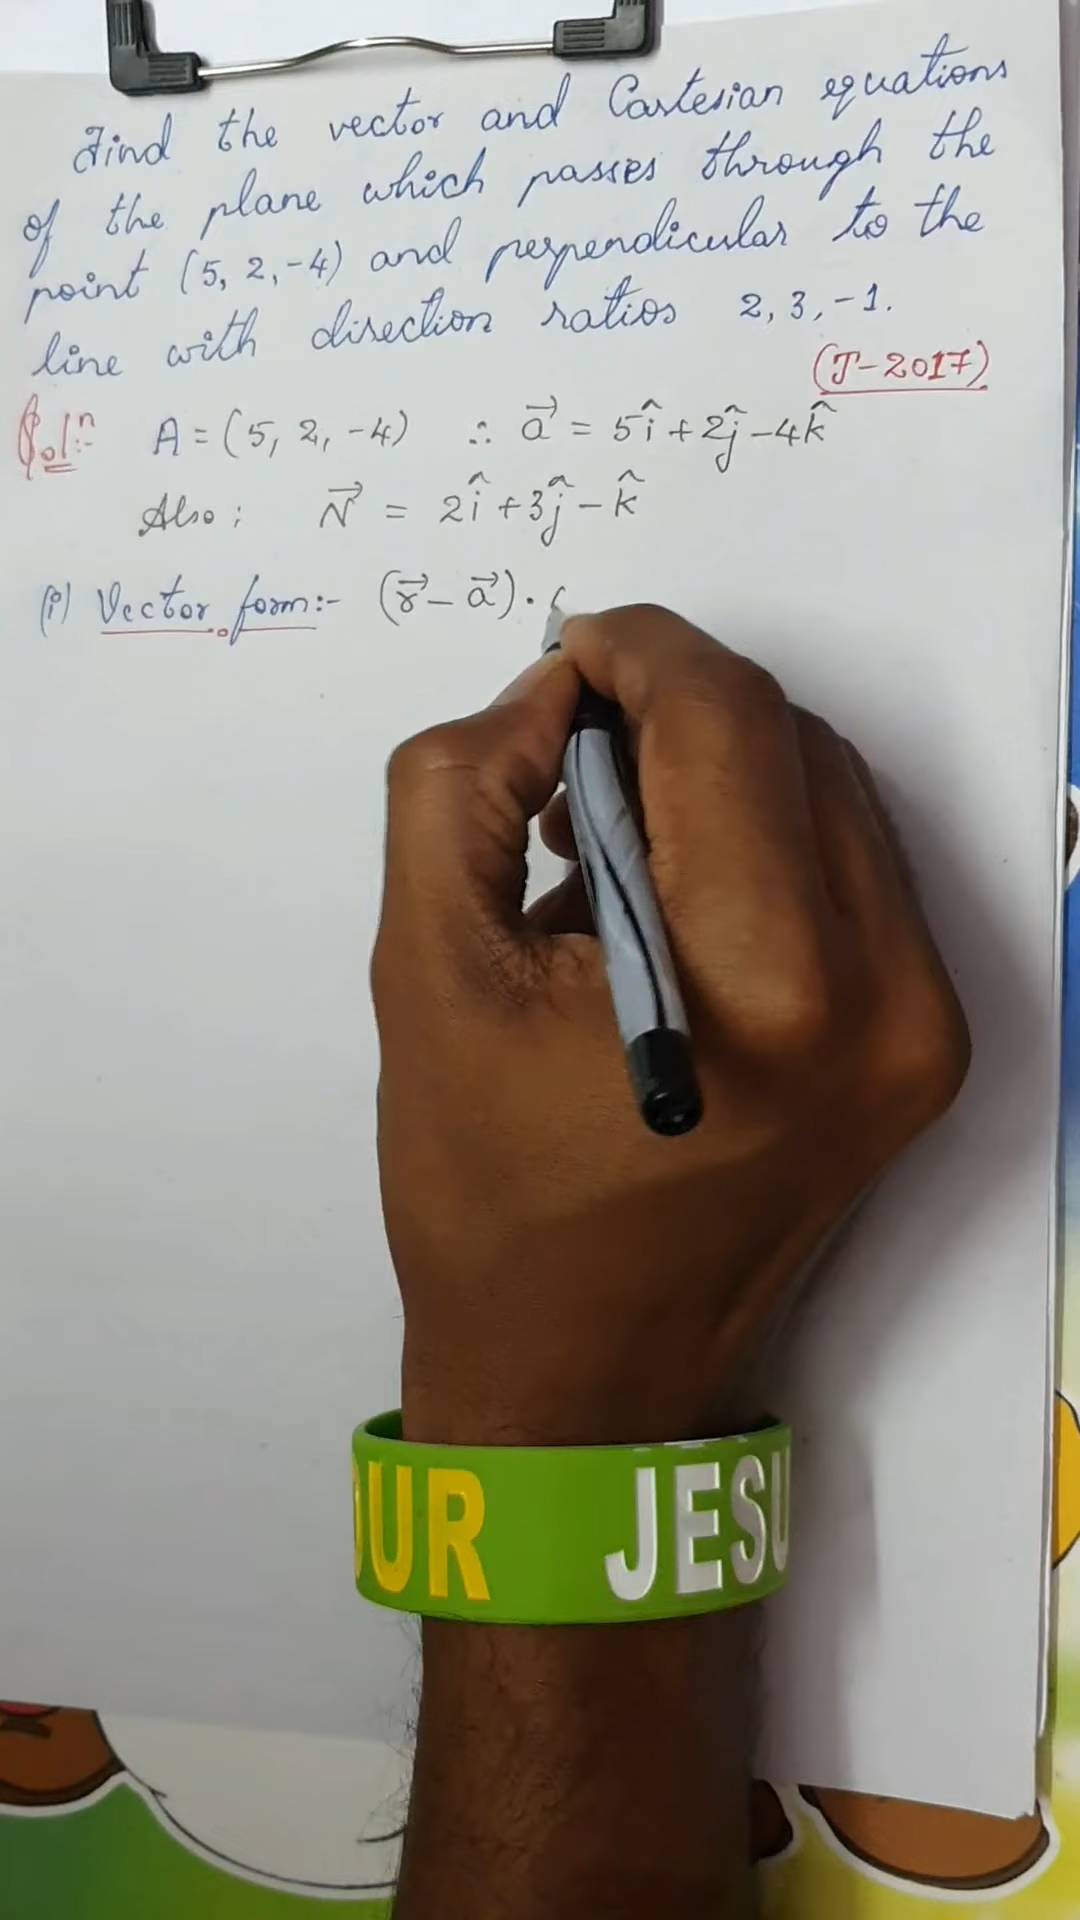 Find the vector and Cartesian equations
of the plane which passes through the
point (5, 2, -4) and perpendicular to the
line with direction ratios 2, 3, -1.
(J-2017)
Solⁿ:- A = (5, 2, -4) ∴ a⃗ = 5î + 2ĵ - 4k̂
Also: N⃗ = 2î + 3ĵ - k̂
(i) Vector form:- (r⃗ - a⃗) · (
OUR JESU